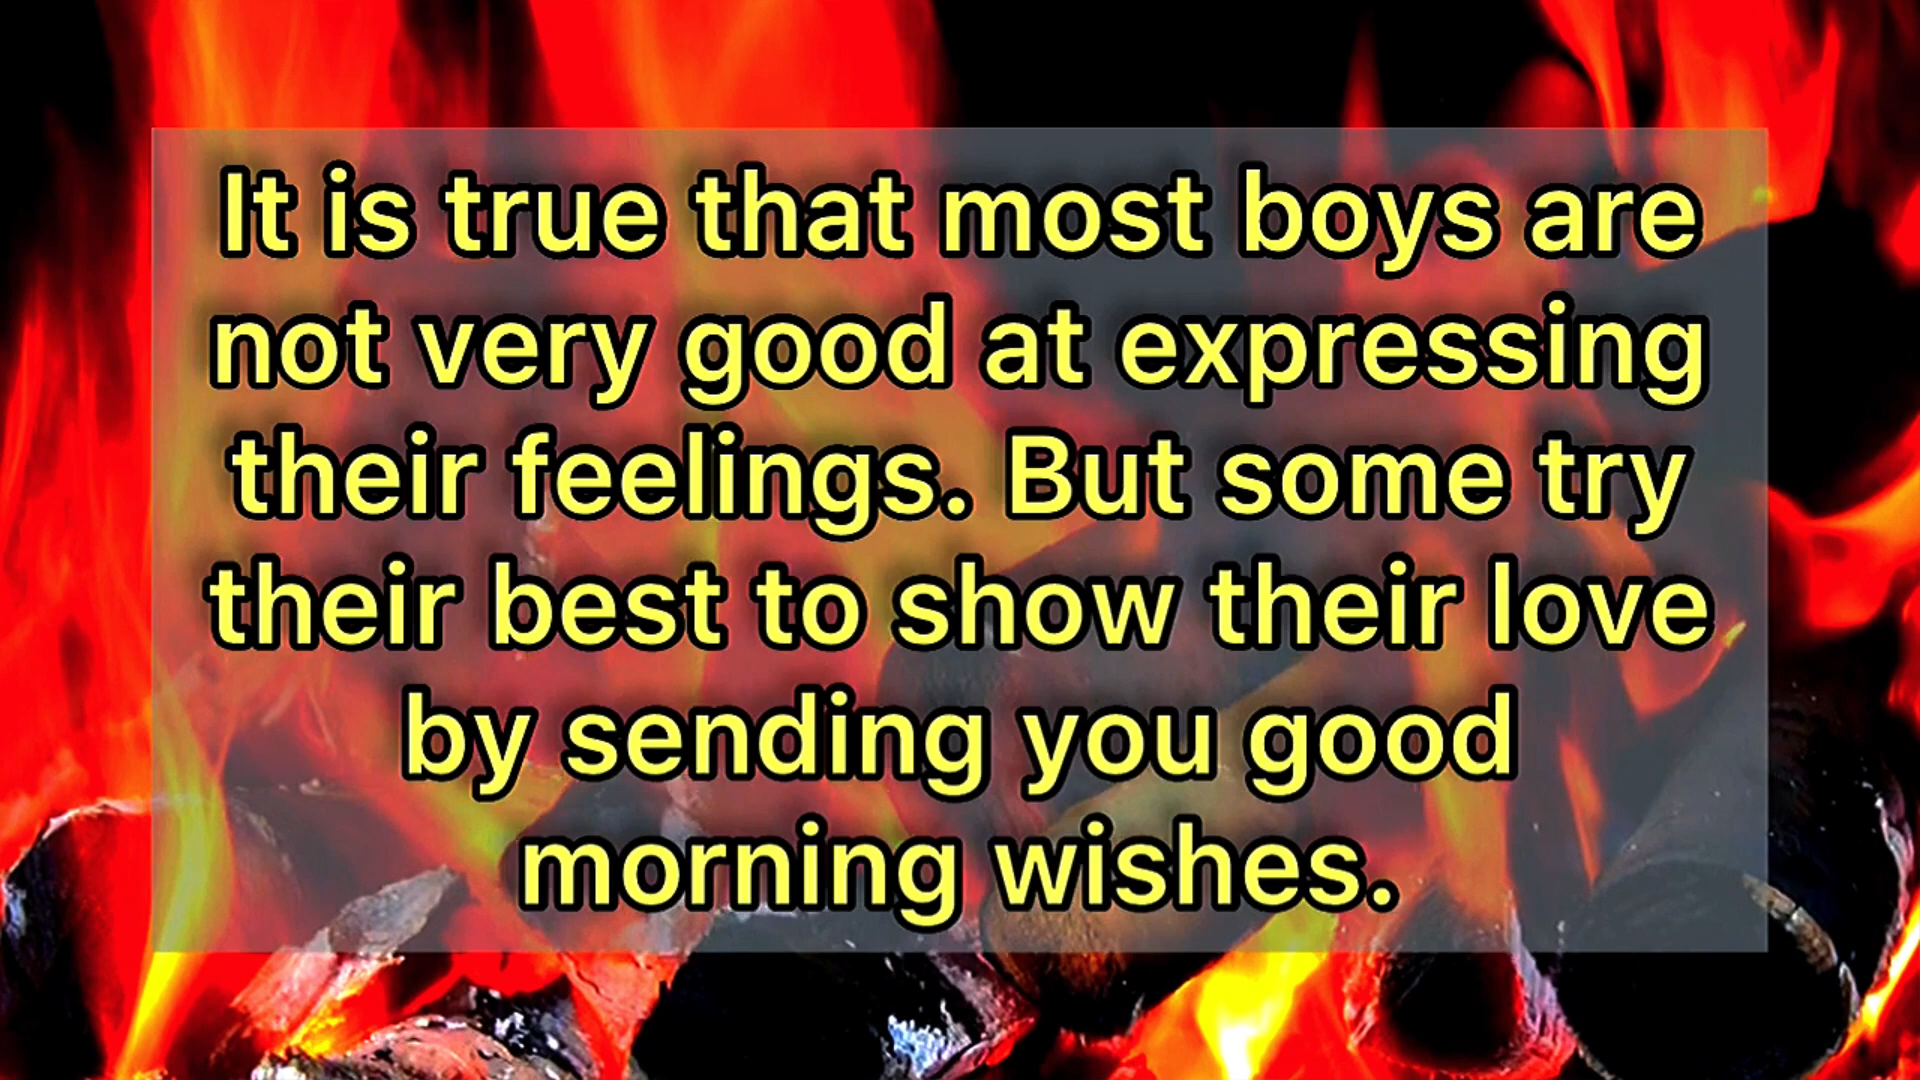 It is true that most boys are
not very good at expressing
their feelings. But some try
their best to show their love
by sending you good
morning wishes.